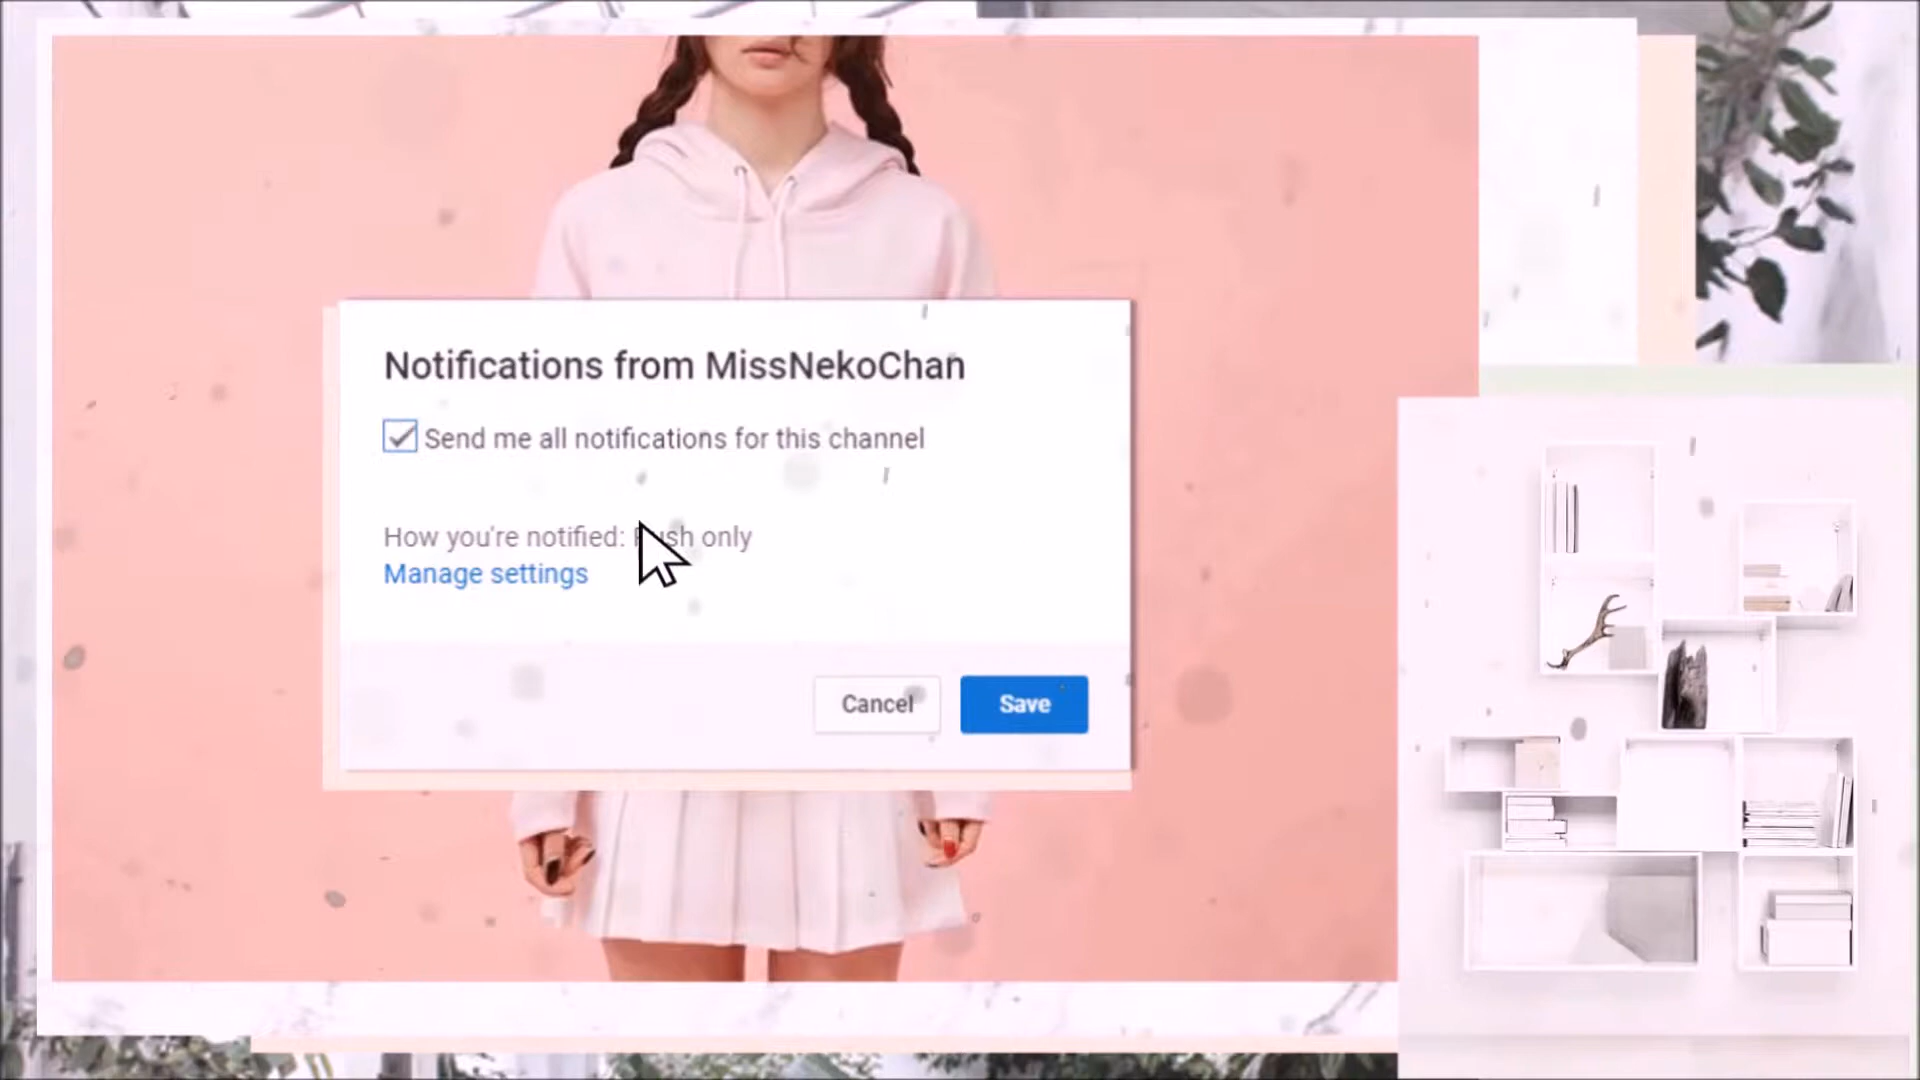 Notifications from MissNekoChan
Send me all notifications for this channel
How you're notified: Push only
Manage settings
Cancel
Save